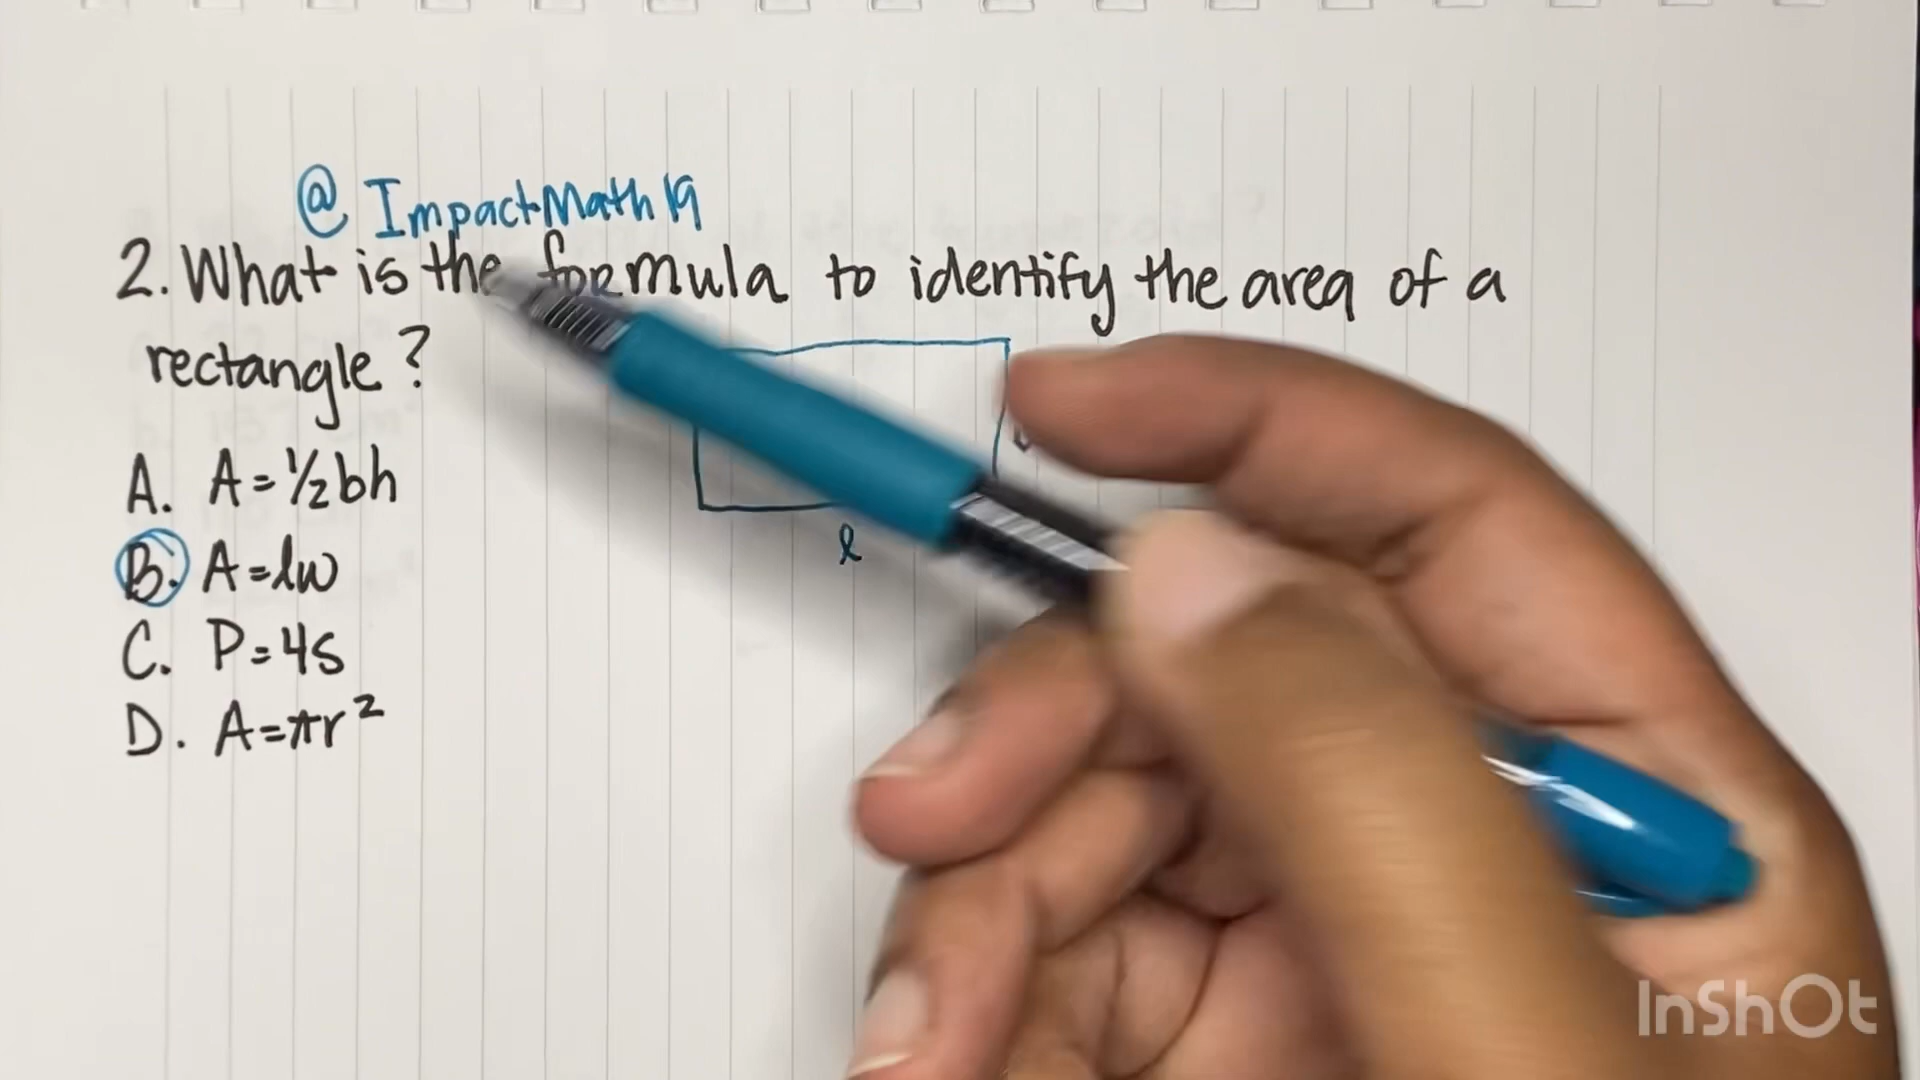 @ ImpactMath19
2. What is the formula to identify the area of a
rectangle?
A. A=½bh
B. A=lw
C. P=4s
D. A=πr²
l
InShOt